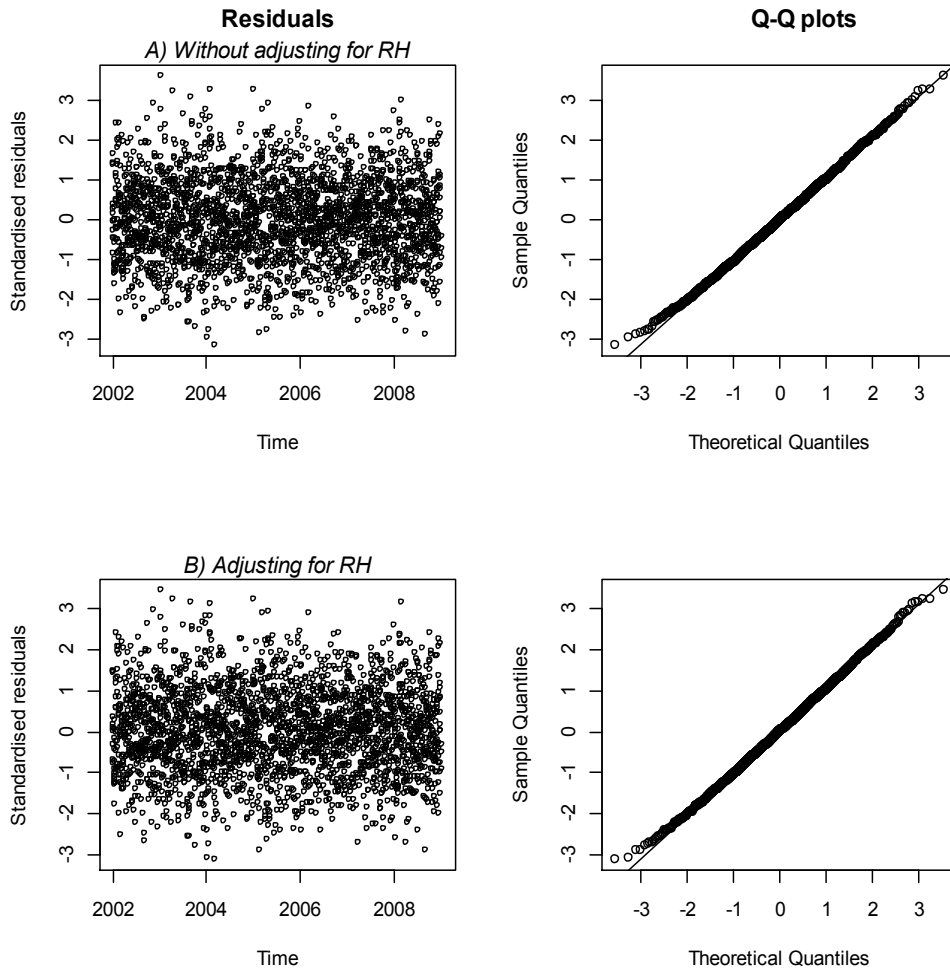 Residuals
Q-Q plots
A) Without adjusting for RH
Standardised residuals
3
2
1
0
-1
-2
-3
2002 2004 2006 2008
Time
Sample Quantiles
3
2
1
0
-1
-2
-3
-3 -2 -1 0 1 2 3
Theoretical Quantiles
B) Adjusting for RH
Standardised residuals
3
2
1
0
-1
-2
-3
2002 2004 2006 2008
Time
Sample Quantiles
3
2
1
0
-1
-2
-3
-3 -2 -1 0 1 2 3
Theoretical Quantiles